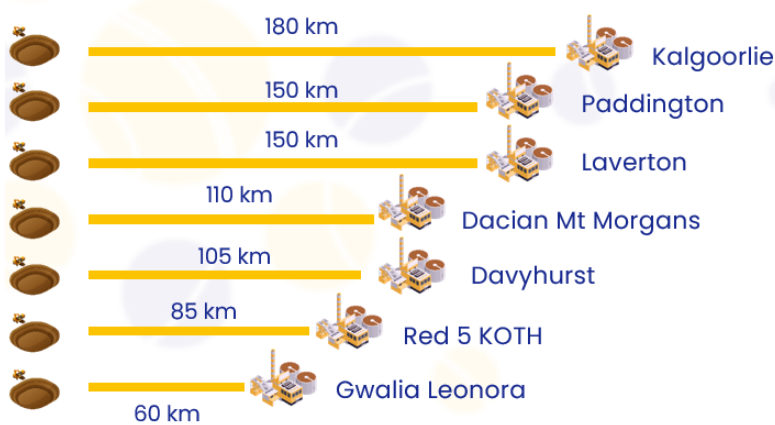 180 km
Kalgoorlie
150 km
Paddington
150 km
Laverton
110 km
Dacian Mt Morgans
105 km
Davyhurst
85 km
Red 5 KOTH
Gwalia Leonora
60 km